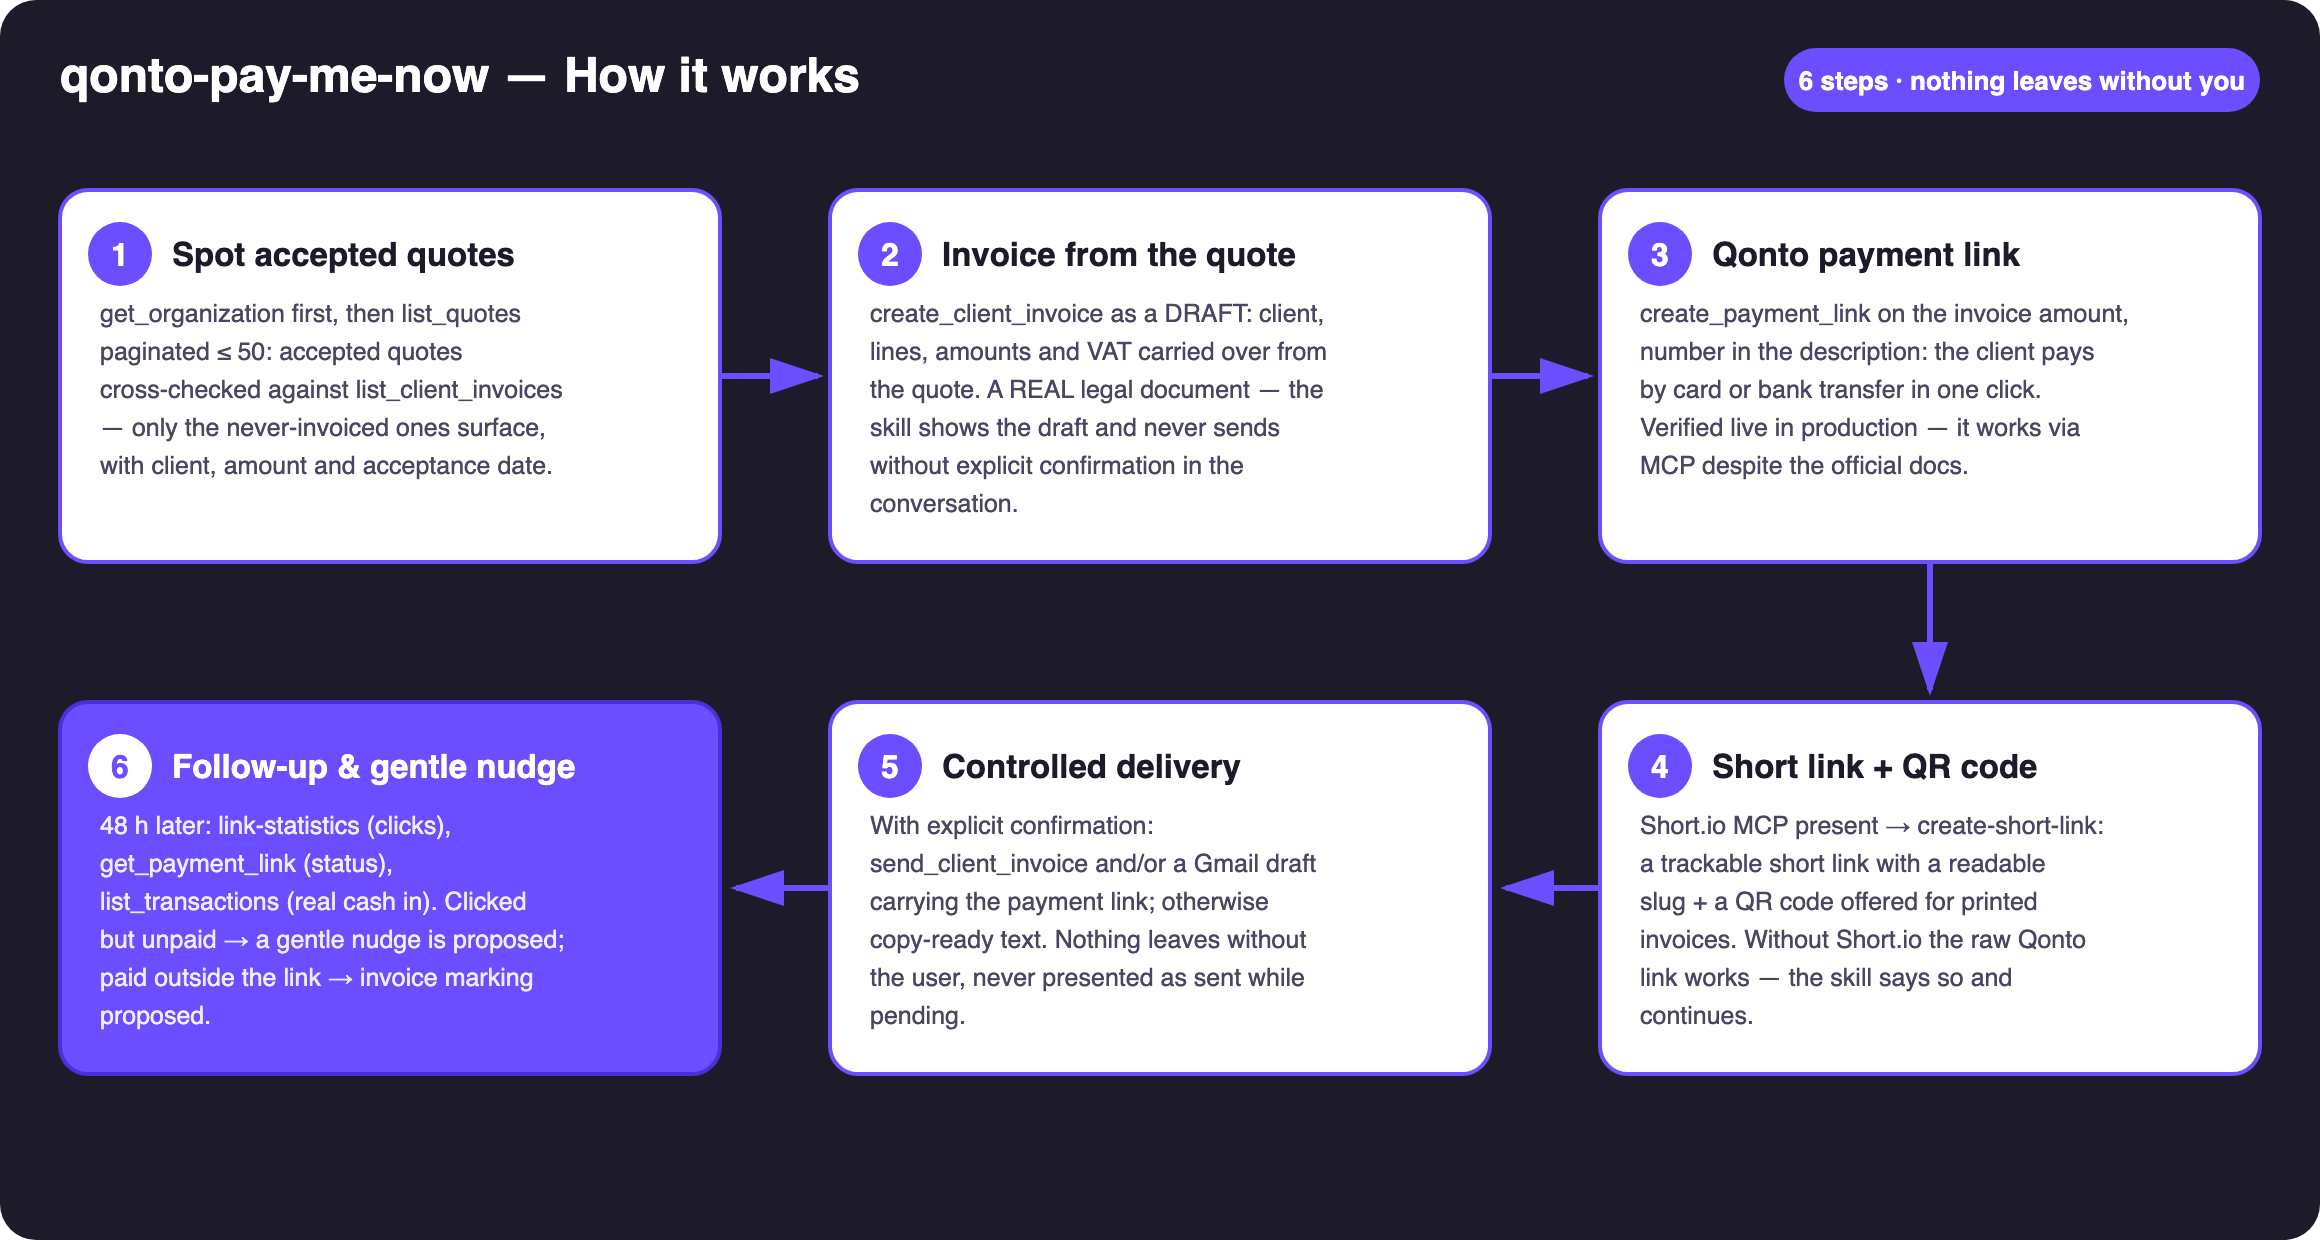 qonto-pay-me-now — How it works
6 steps · nothing leaves without you
1
Spot accepted quotes
get_organization first, then list_quotes
paginated ≤ 50: accepted quotes
cross-checked against list_client_invoices
— only the never-invoiced ones surface,
with client, amount and acceptance date.
2
Invoice from the quote
create_client_invoice as a DRAFT: client,
lines, amounts and VAT carried over from
the quote. A REAL legal document — the
skill shows the draft and never sends
without explicit confirmation in the
conversation.
3
Qonto payment link
create_payment_link on the invoice amount,
number in the description: the client pays
by card or bank transfer in one click.
Verified live in production — it works via
MCP despite the official docs.
4
Short link + QR code
Short.io MCP present → create-short-link:
a trackable short link with a readable
slug + a QR code offered for printed
invoices. Without Short.io the raw Qonto
link works — the skill says so and
continues.
5
Controlled delivery
With explicit confirmation:
send_client_invoice and/or a Gmail draft
carrying the payment link; otherwise
copy-ready text. Nothing leaves without
the user, never presented as sent while
pending.
6
Follow-up & gentle nudge
48 h later: link-statistics (clicks),
get_payment_link (status),
list_transactions (real cash in). Clicked
but unpaid → a gentle nudge is proposed;
paid outside the link → invoice marking
proposed.